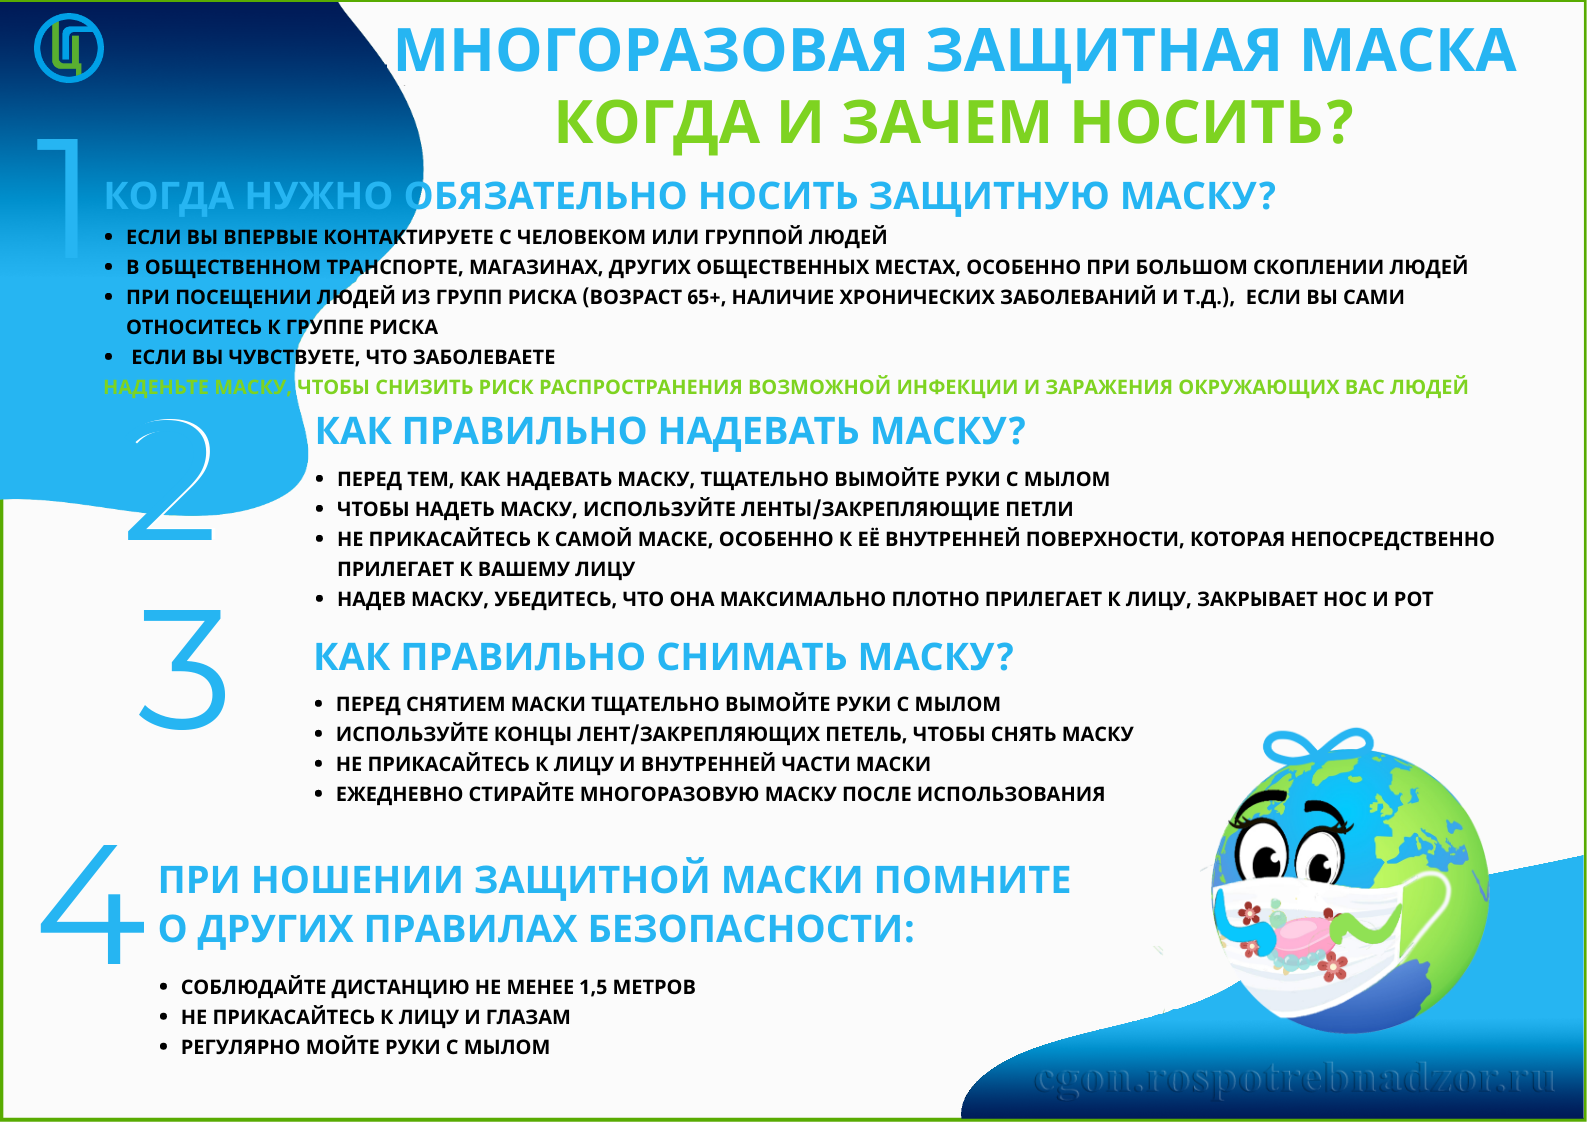 МНОГОРАЗОВАЯ ЗАЩИТНАЯ МАСКА
КОГДА И ЗАЧЕМ НОСИТЬ?
1
КОГДА НУЖНО ОБЯЗАТЕЛЬНО НОСИТЬ ЗАЩИТНУЮ МАСКУ?
• ЕСЛИ ВЫ ВПЕРВЫЕ КОНТАКТИРУЕТЕ С ЧЕЛОВЕКОМ ИЛИ ГРУППОЙ ЛЮДЕЙ
• В ОБЩЕСТВЕННОМ ТРАНСПОРТЕ, МАГАЗИНАХ, ДРУГИХ ОБЩЕСТВЕННЫХ МЕСТАХ, ОСОБЕННО ПРИ БОЛЬШОМ СКОПЛЕНИИ ЛЮДЕЙ
• ПРИ ПОСЕЩЕНИИ ЛЮДЕЙ ИЗ ГРУПП РИСКА (ВОЗРАСТ 65+, НАЛИЧИЕ ХРОНИЧЕСКИХ ЗАБОЛЕВАНИЙ И Т.Д.), ЕСЛИ ВЫ САМИ
ОТНОСИТЕСЬ К ГРУППЕ РИСКА
• ЕСЛИ ВЫ ЧУВСТВУЕТЕ, ЧТО ЗАБОЛЕВАЕТЕ
НАДЕНЬТЕ МАСКУ, ЧТОБЫ СНИЗИТЬ РИСК РАСПРОСТРАНЕНИЯ ВОЗМОЖНОЙ ИНФЕКЦИИ И ЗАРАЖЕНИЯ ОКРУЖАЮЩИХ ВАС ЛЮДЕЙ
2
КАК ПРАВИЛЬНО НАДЕВАТЬ МАСКУ?
• ПЕРЕД ТЕМ, КАК НАДЕВАТЬ МАСКУ, ТЩАТЕЛЬНО ВЫМОЙТЕ РУКИ С МЫЛОМ
• ЧТОБЫ НАДЕТЬ МАСКУ, ИСПОЛЬЗУЙТЕ ЛЕНТЫ/ЗАКРЕПЛЯЮЩИЕ ПЕТЛИ
• НЕ ПРИКАСАЙТЕСЬ К САМОЙ МАСКЕ, ОСОБЕННО К ЕЁ ВНУТРЕННЕЙ ПОВЕРХНОСТИ, КОТОРАЯ НЕПОСРЕДСТВЕННО
ПРИЛЕГАЕТ К ВАШЕМУ ЛИЦУ
• НАДЕВ МАСКУ, УБЕДИТЕСЬ, ЧТО ОНА МАКСИМАЛЬНО ПЛОТНО ПРИЛЕГАЕТ К ЛИЦУ, ЗАКРЫВАЕТ НОС И РОТ
3
КАК ПРАВИЛЬНО СНИМАТЬ МАСКУ?
• ПЕРЕД СНЯТИЕМ МАСКИ ТЩАТЕЛЬНО ВЫМОЙТЕ РУКИ С МЫЛОМ
• ИСПОЛЬЗУЙТЕ КОНЦЫ ЛЕНТ/ЗАКРЕПЛЯЮЩИХ ПЕТЕЛЬ, ЧТОБЫ СНЯТЬ МАСКУ
• НЕ ПРИКАСАЙТЕСЬ К ЛИЦУ И ВНУТРЕННЕЙ ЧАСТИ МАСКИ
• ЕЖЕДНЕВНО СТИРАЙТЕ МНОГОРАЗОВУЮ МАСКУ ПОСЛЕ ИСПОЛЬЗОВАНИЯ
4
ПРИ НОШЕНИИ ЗАЩИТНОЙ МАСКИ ПОМНИТЕ
О ДРУГИХ ПРАВИЛАХ БЕЗОПАСНОСТИ:
• СОБЛЮДАЙТЕ ДИСТАНЦИЮ НЕ МЕНЕЕ 1,5 МЕТРОВ
• НЕ ПРИКАСАЙТЕСЬ К ЛИЦУ И ГЛАЗАМ
• РЕГУЛЯРНО МОЙТЕ РУКИ С МЫЛОМ
cgon.rospotrebnadzor.ru